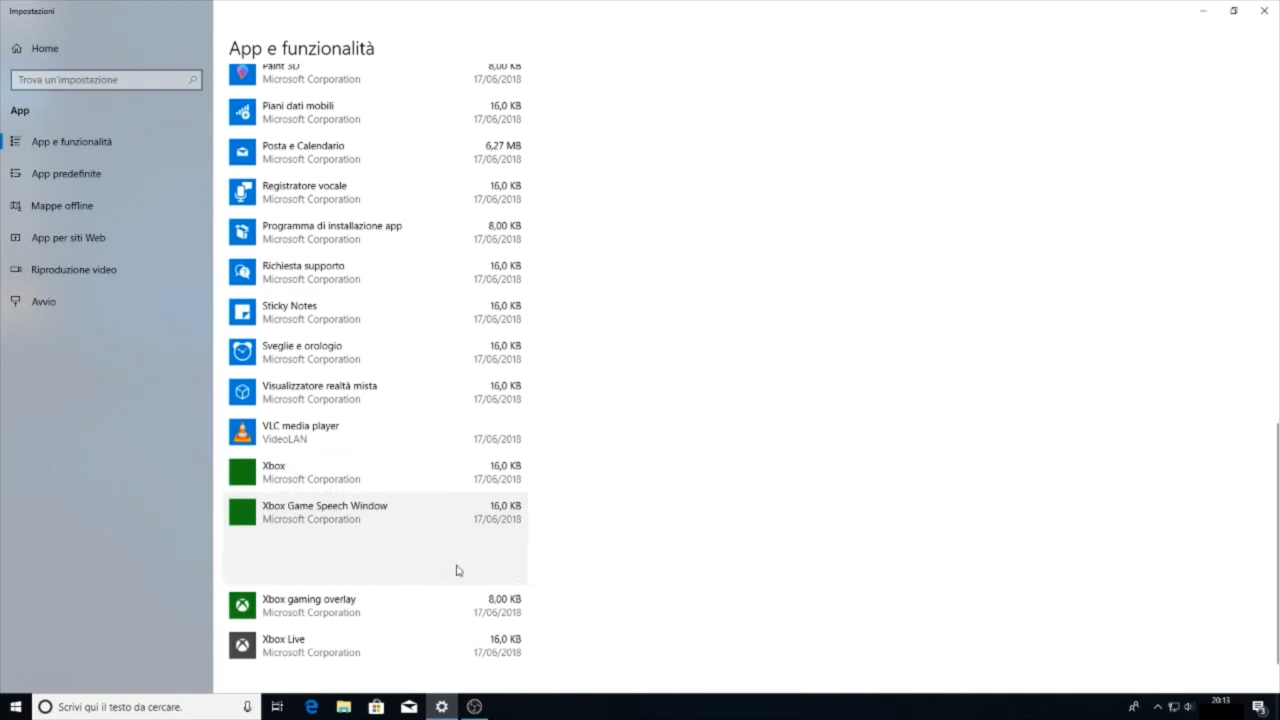 Impostazioni
Home
Trova un'impostazione
App
App e funzionalità
App predefinite
Mappe offline
App per siti Web
Riproduzione video
Avvio
App e funzionalità
Paint 3D 8,00 KB
Microsoft Corporation 17/06/2018
Piani dati mobili 16,0 KB
Microsoft Corporation 17/06/2018
Posta e Calendario 6,27 MB
Microsoft Corporation 17/06/2018
Registratore vocale 16,0 KB
Microsoft Corporation 17/06/2018
Programma di installazione app 8,00 KB
Microsoft Corporation 17/06/2018
Richiesta supporto 16,0 KB
Microsoft Corporation 17/06/2018
Sticky Notes 16,0 KB
Microsoft Corporation 17/06/2018
Sveglie e orologio 16,0 KB
Microsoft Corporation 17/06/2018
Visualizzatore realtà mista 16,0 KB
Microsoft Corporation 17/06/2018
VLC media player
VideoLAN 17/06/2018
Xbox 16,0 KB
Microsoft Corporation 17/06/2018
Xbox Game Speech Window 16,0 KB
Microsoft Corporation 17/06/2018
Xbox gaming overlay 8,00 KB
Microsoft Corporation 17/06/2018
Xbox Live 16,0 KB
Microsoft Corporation 17/06/2018
Scrivi qui il testo da cercare.
20:13
3